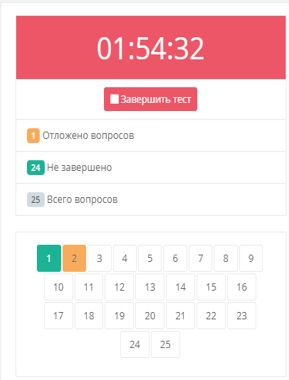 01:54:32
Завершить тест
1 Отложено вопросов
24 Не завершено
25 Всего вопросов
1 2 3 4 5 6 7 8 9
10 11 12 13 14 15 16
17 18 19 20 21 22 23
24 25